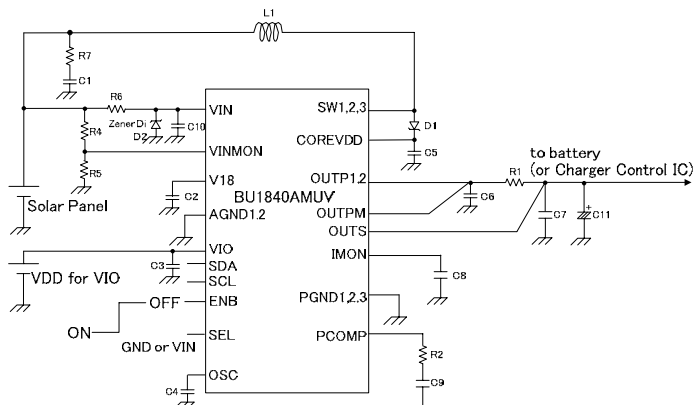 L1
R7
C1
R6
VIN
SW1,2,3
Zener Di
D2
C10
D1
R4
COREVDD
VINMON
C5
to battery
(or Charger Control IC)
R5
V18
OUTP1,2
R1
BU1840AMUV
C2
C6
Solar Panel
AGND1,2
OUTPM
C7
C11
OUTS
VIO
IMON
VDD for VIO
C3
SDA
SCL
C8
OFF
ENB
PGND1,2,3
ON
SEL
PCOMP
GND or VIN
R2
OSC
C4
C9